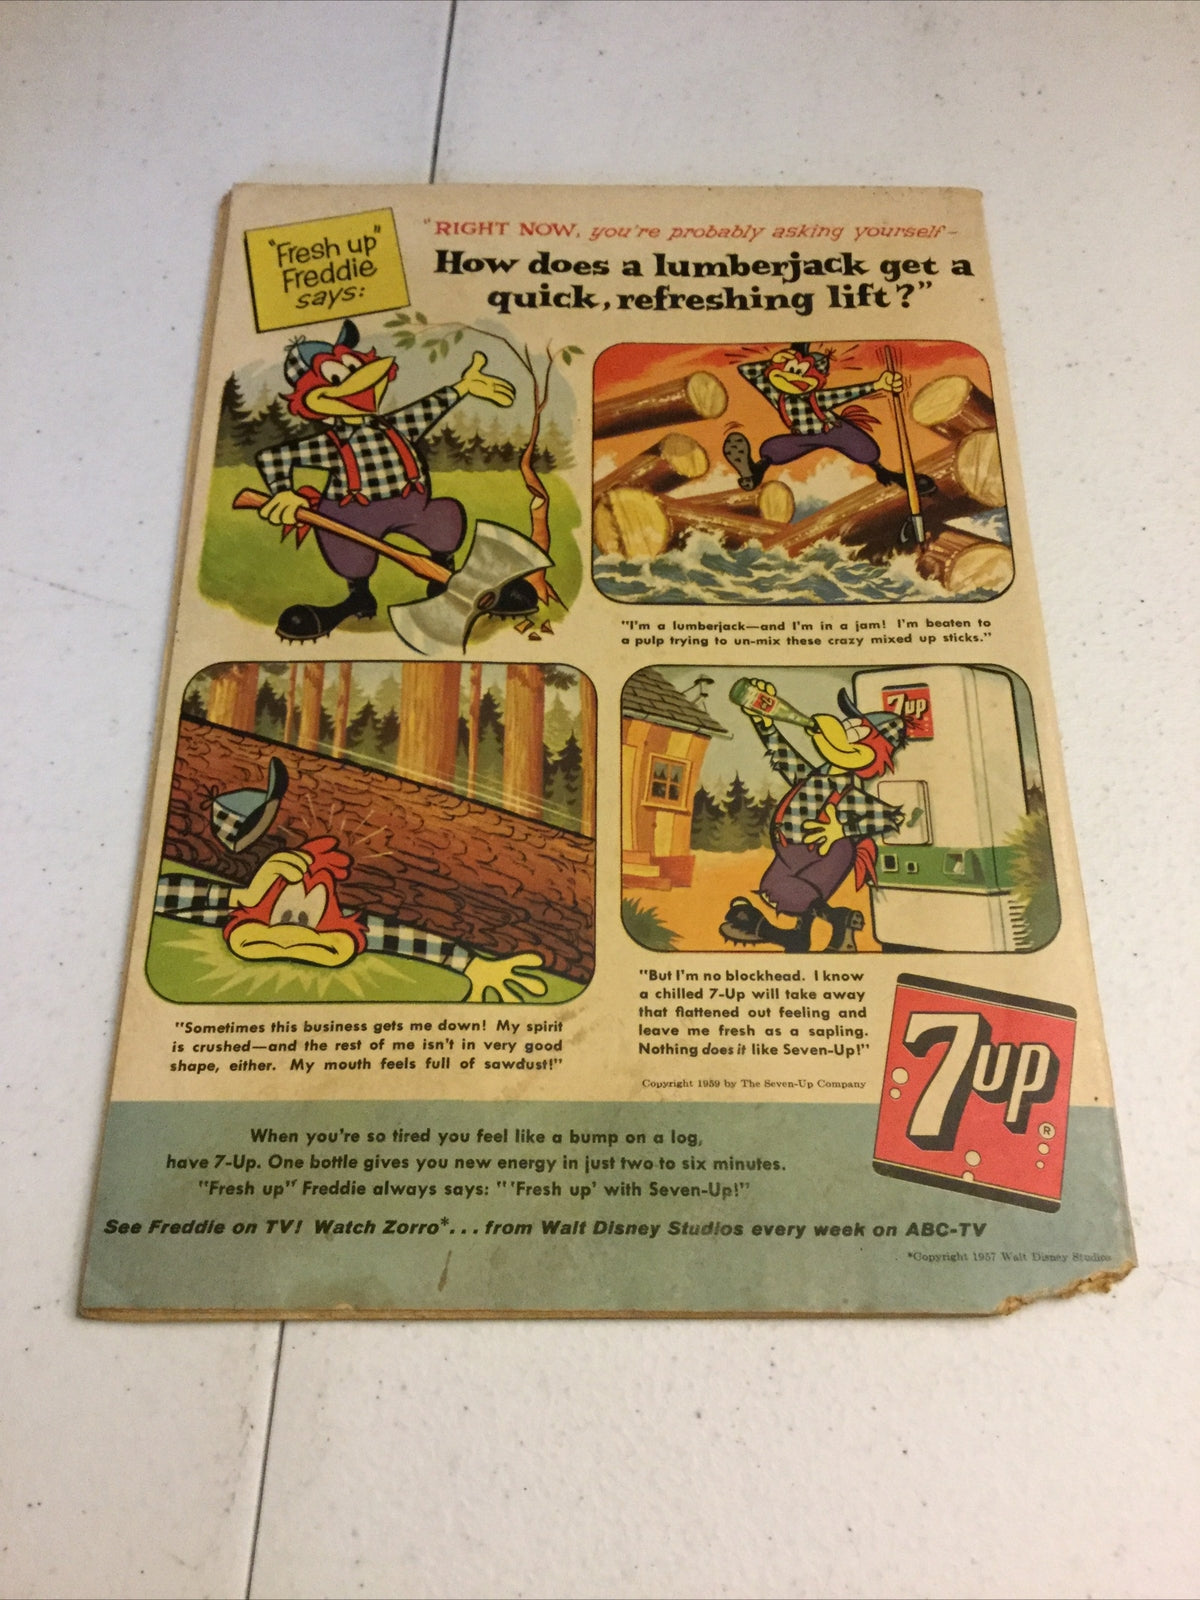 "Fresh up"
Freddie
says:
"RIGHT NOW, you're probably asking yourself—
How does a lumberjack get a
quick, refreshing lift?"
"I'm a lumberjack—and I'm in a jam! I'm beaten to
a pulp trying to un-mix these crazy mixed up sticks."
"Sometimes this business gets me down! My spirit
is crushed—and the rest of me isn't in very good
shape, either. My mouth feels full of sawdust!"
7up
"But I'm no blockhead. I know
a chilled 7-Up will take away
that flattened out feeling and
leave me fresh as a sapling.
Nothing does it like Seven-Up!"
Copyright 1959 by The Seven-Up Company
7up
®
When you're so tired you feel like a bump on a log,
have 7-Up. One bottle gives you new energy in just two to six minutes.
"Fresh up" Freddie always says: "'Fresh up' with Seven-Up!"
See Freddie on TV! Watch Zorro*... from Walt Disney Studios every week on ABC-TV
*Copyright 1957 Walt Disney Studios